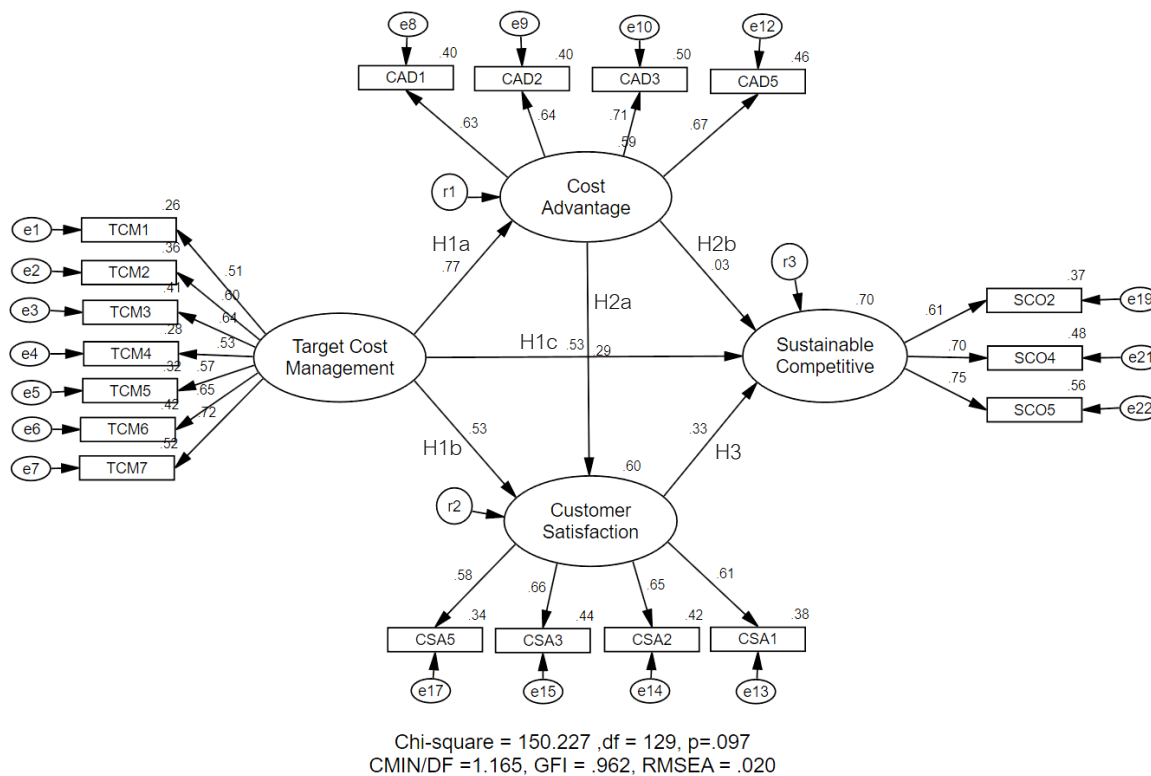 e8
e9
e10
e12
.40
.40
.50
.46
CAD1
CAD2
CAD3
CAD5
.63
.64
.71
.67
.59
Cost
Advantage
r1
H1a
.77
H2b
.03
r3
H2a
e1
TCM1
.26
e2
TCM2
.36
e3
TCM3
.41
e4
TCM4
.28
e5
TCM5
.32
e6
TCM6
.42
e7
TCM7
.52
.51
.60
.64
.53
.57
.65
.72
Target Cost
Management
H1c
.53
.29
.70
Sustainable
Competitive
.61
.70
.75
.37
SCO2
e19
.48
SCO4
e21
.56
SCO5
e22
H1b
.53
.33
H3
r2
.60
Customer
Satisfaction
.58
.66
.65
.61
.34
.44
.42
.38
CSA5
CSA3
CSA2
CSA1
e17
e15
e14
e13
Chi-square = 150.227 ,df = 129, p=.097
CMIN/DF =1.165, GFI = .962, RMSEA = .020